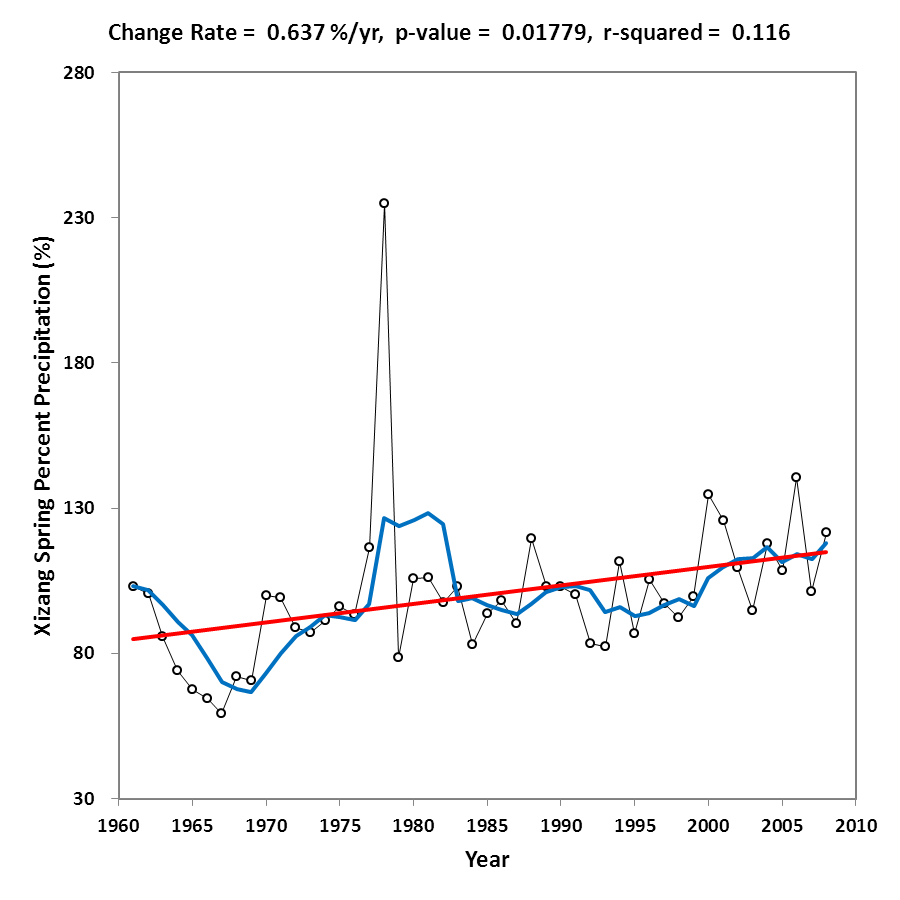 Change Rate = 0.637 %/yr, p-value = 0.01779, r-squared = 0.116
280
230
180
130
80
30
Xizang Spring Percent Precipitation (%)
1960 1965 1970 1975 1980 1985 1990 1995 2000 2005 2010
Year